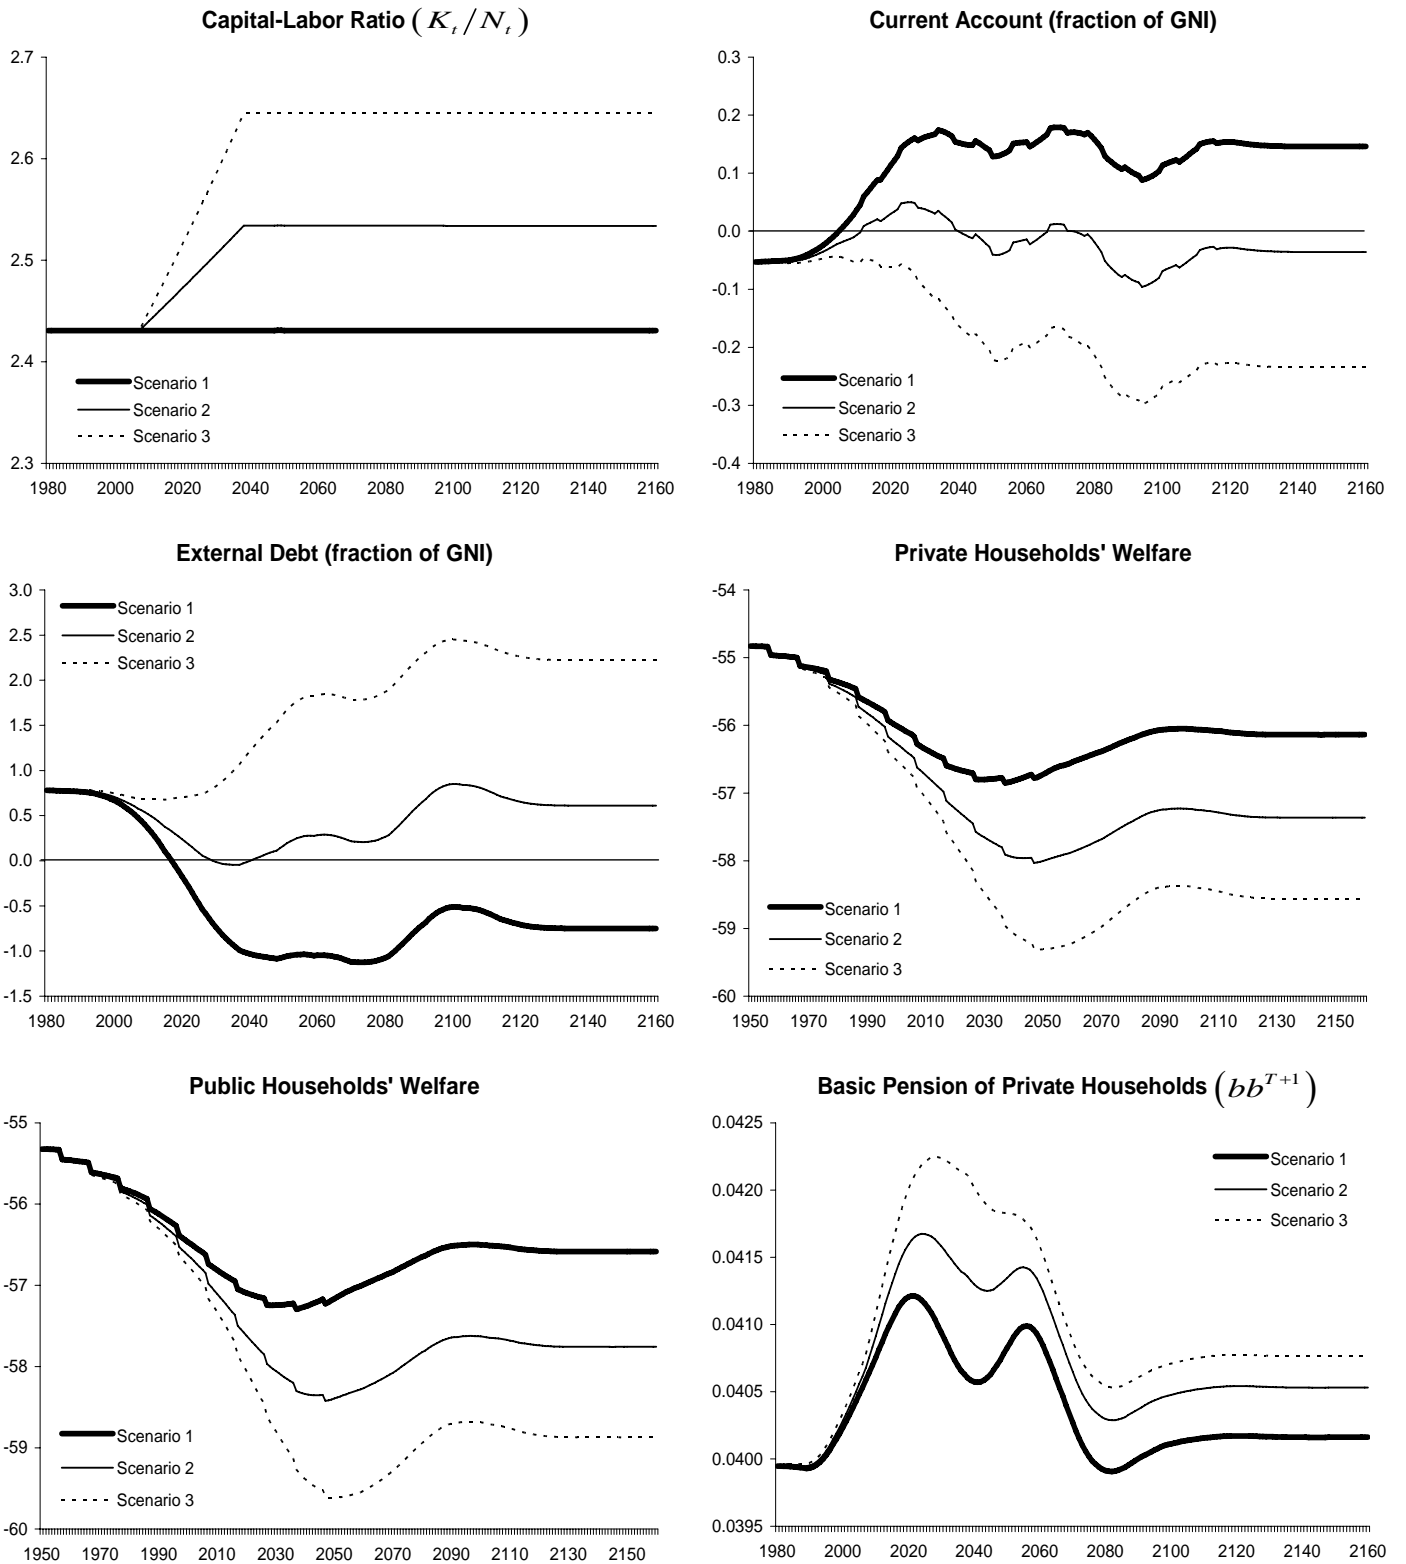 Capital-Labor Ratio (K_t/N_t)
2.7
2.6
2.5
2.4
2.3
Scenario 1
Scenario 2
Scenario 3
1980 2000 2020 2040 2060 2080 2100 2120 2140 2160
Current Account (fraction of GNI)
0.3
0.2
0.1
0.0
-0.1
-0.2
-0.3
-0.4
Scenario 1
Scenario 2
Scenario 3
1980 2000 2020 2040 2060 2080 2100 2120 2140 2160
External Debt (fraction of GNI)
3.0
2.5
2.0
1.5
1.0
0.5
0.0
-0.5
-1.0
-1.5
Scenario 1
Scenario 2
Scenario 3
1980 2000 2020 2040 2060 2080 2100 2120 2140 2160
Private Households' Welfare
-54
-55
-56
-57
-58
-59
-60
Scenario 1
Scenario 2
Scenario 3
1950 1970 1990 2010 2030 2050 2070 2090 2110 2130 2150
Public Households' Welfare
-55
-56
-57
-58
-59
-60
Scenario 1
Scenario 2
Scenario 3
1950 1970 1990 2010 2030 2050 2070 2090 2110 2130 2150
Basic Pension of Private Households (bb^{T+1})
0.0425
0.0420
0.0415
0.0410
0.0405
0.0400
0.0395
Scenario 1
Scenario 2
Scenario 3
1980 2000 2020 2040 2060 2080 2100 2120 2140 2160